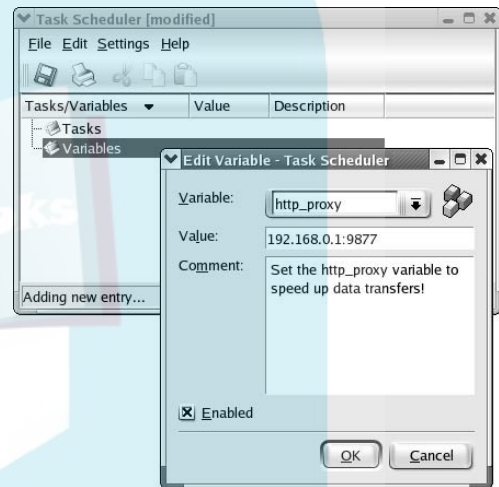 Task Scheduler [modified]
File Edit Settings Help
Tasks/Variables Value Description
Tasks
Variables
Adding new entry...
Edit Variable - Task Scheduler
Variable: http_proxy
Value: 192.168.0.1:9877
Comment: Set the http_proxy variable to
speed up data transfers!
Enabled
OK Cancel